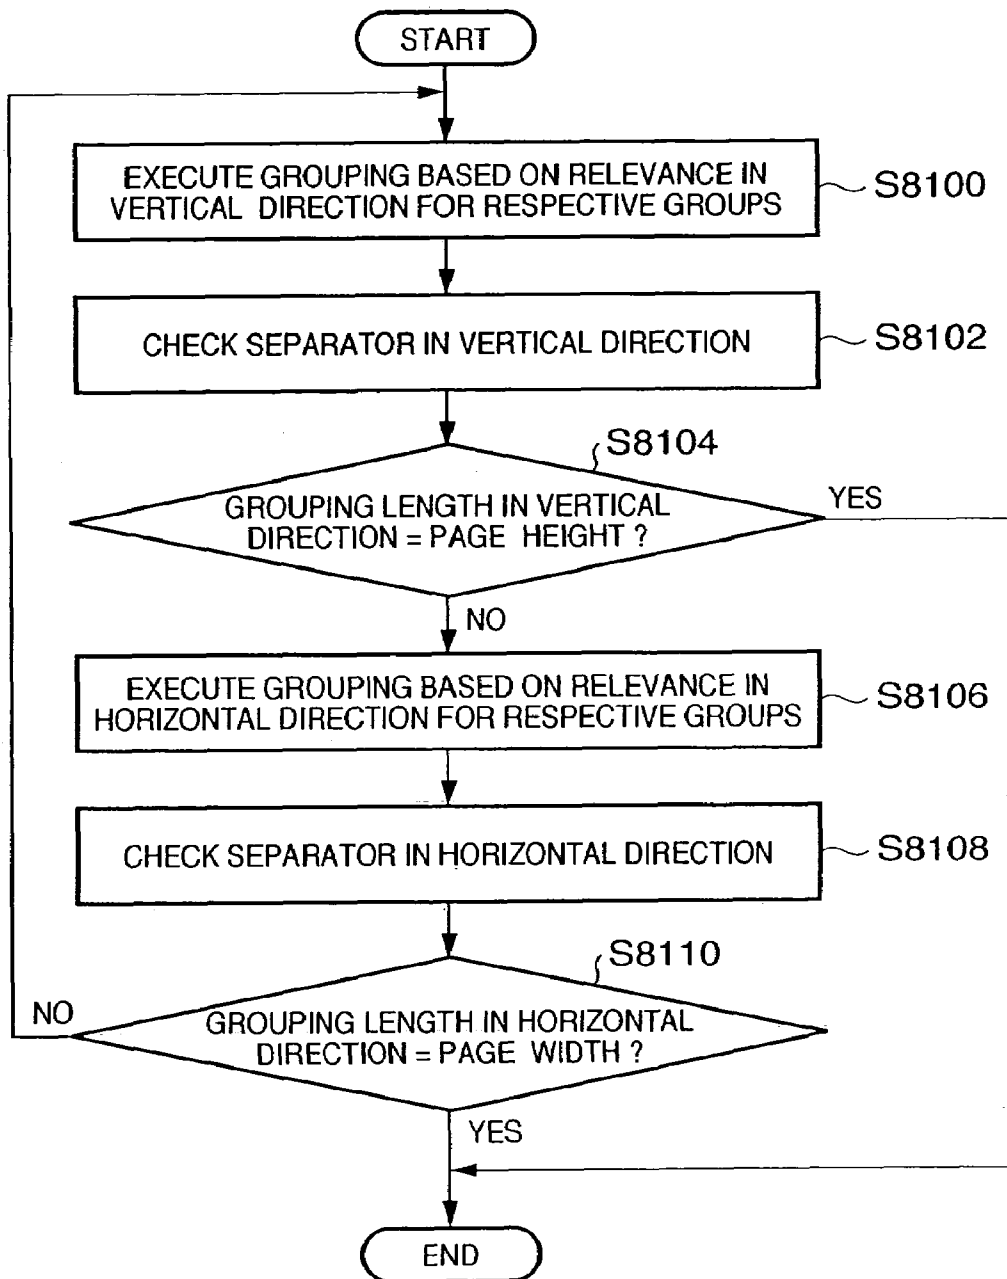 START
EXECUTE GROUPING BASED ON RELEVANCE IN
VERTICAL DIRECTION FOR RESPECTIVE GROUPS
S8100
CHECK SEPARATOR IN VERTICAL DIRECTION
S8102
S8104
GROUPING LENGTH IN VERTICAL
DIRECTION = PAGE HEIGHT ?
YES
NO
EXECUTE GROUPING BASED ON RELEVANCE IN
HORIZONTAL DIRECTION FOR RESPECTIVE GROUPS
S8106
CHECK SEPARATOR IN HORIZONTAL DIRECTION
S8108
S8110
NO
GROUPING LENGTH IN HORIZONTAL
DIRECTION = PAGE WIDTH ?
YES
END